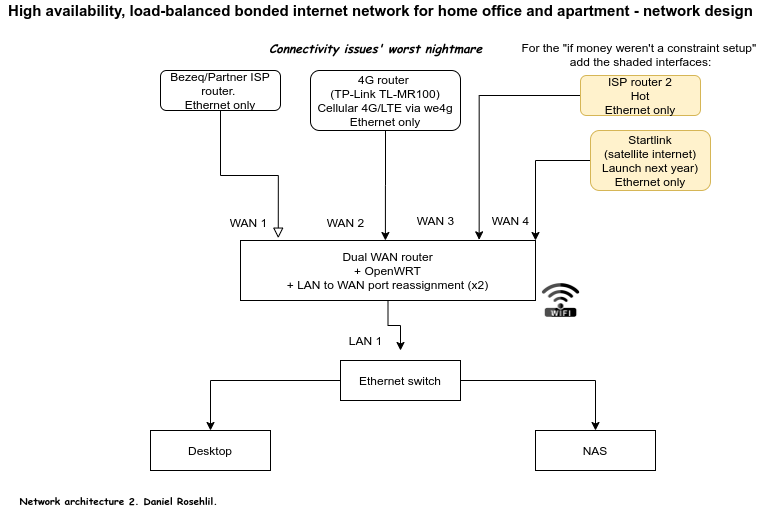 High availability, load-balanced bonded internet network for home office and apartment - network design
Connectivity issues' worst nightmare
For the "if money weren't a constraint setup"
add the shaded interfaces:
Bezeq/Partner ISP
router.
Ethernet only
4G router
(TP-Link TL-MR100)
Cellular 4G/LTE via we4g
Ethernet only
ISP router 2
Hot
Ethernet only
Startlink
(satellite internet)
Launch next year)
Ethernet only
WAN 1
WAN 2
WAN 3
WAN 4
Dual WAN router
+ OpenWRT
+ LAN to WAN port reassignment (x2)
WiFi
LAN 1
Ethernet switch
Desktop
NAS
Network architecture 2. Daniel Rosehlil.